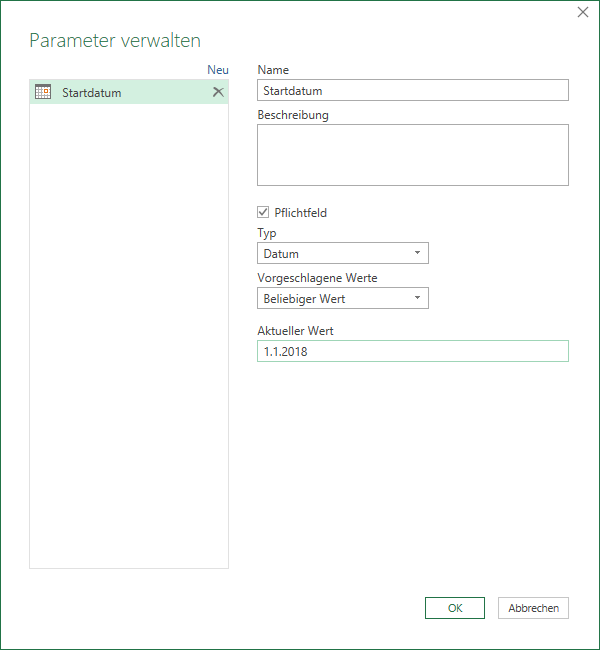 Parameter verwalten
Neu
Startdatum
Name
Startdatum
Beschreibung
Pflichtfeld
Typ
Datum
Vorgeschlagene Werte
Beliebiger Wert
Aktueller Wert
1.1.2018
OK
Abbrechen